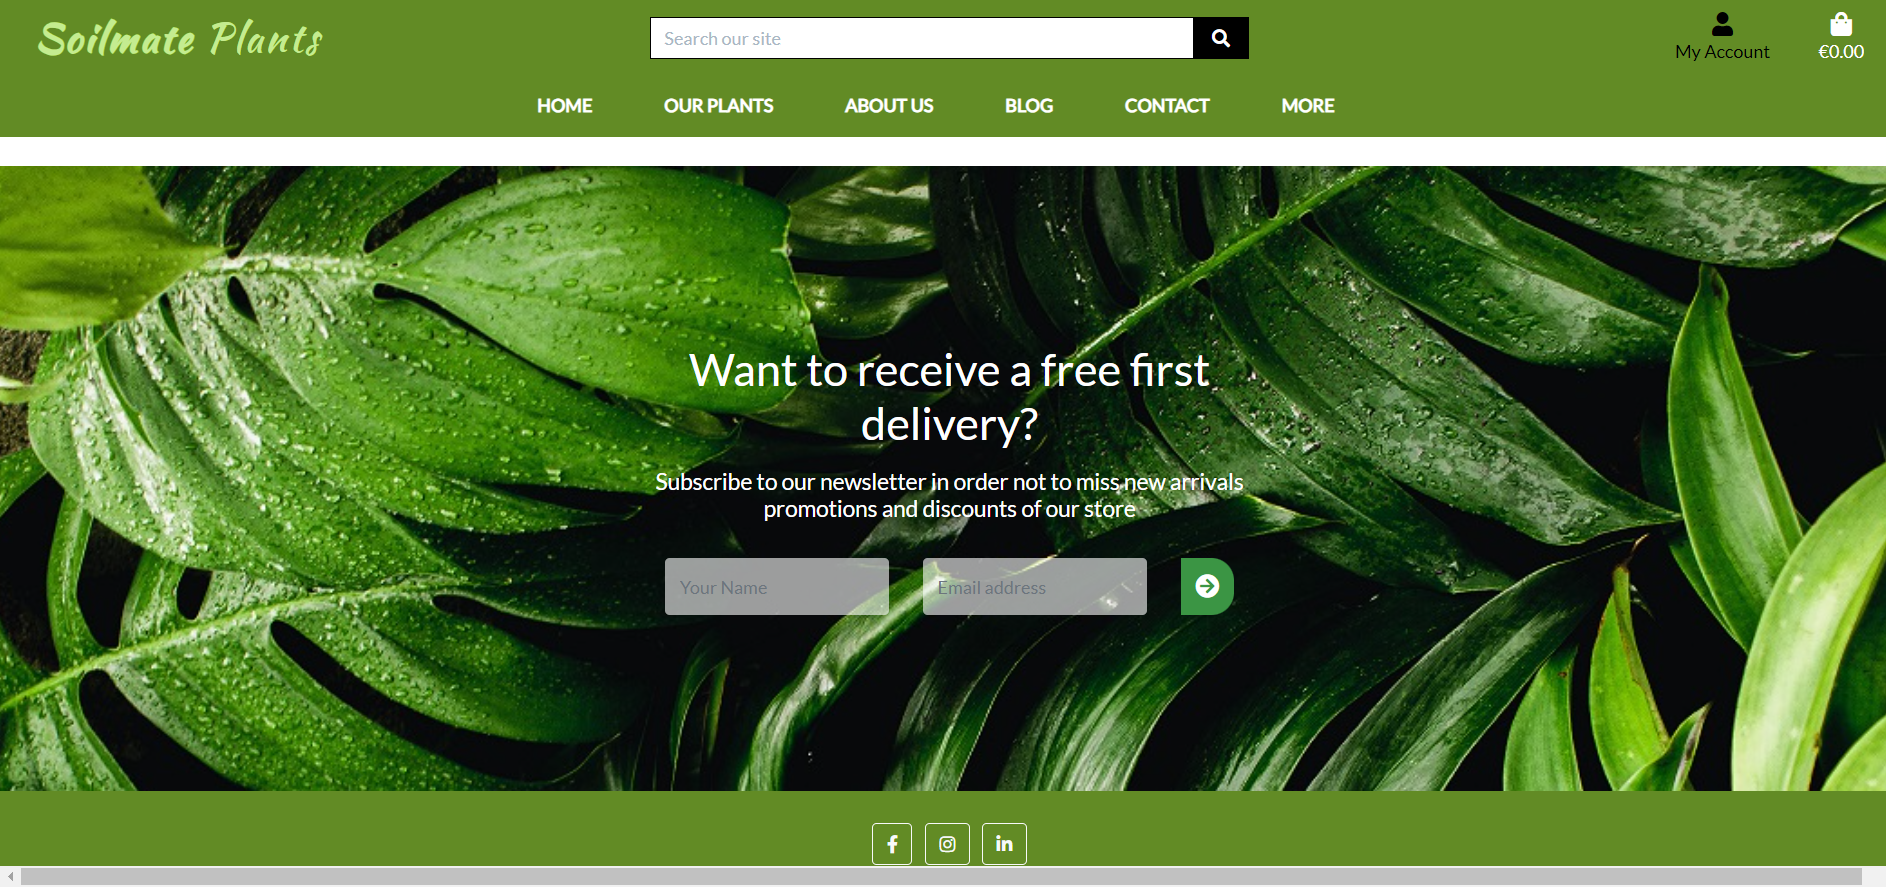 Soilmate Plants
Search our site
My Account
€0.00
HOME OUR PLANTS ABOUT US BLOG CONTACT MORE
Want to receive a free first
delivery?
Subscribe to our newsletter in order not to miss new arrivals
promotions and discounts of our store
Your Name
Email address